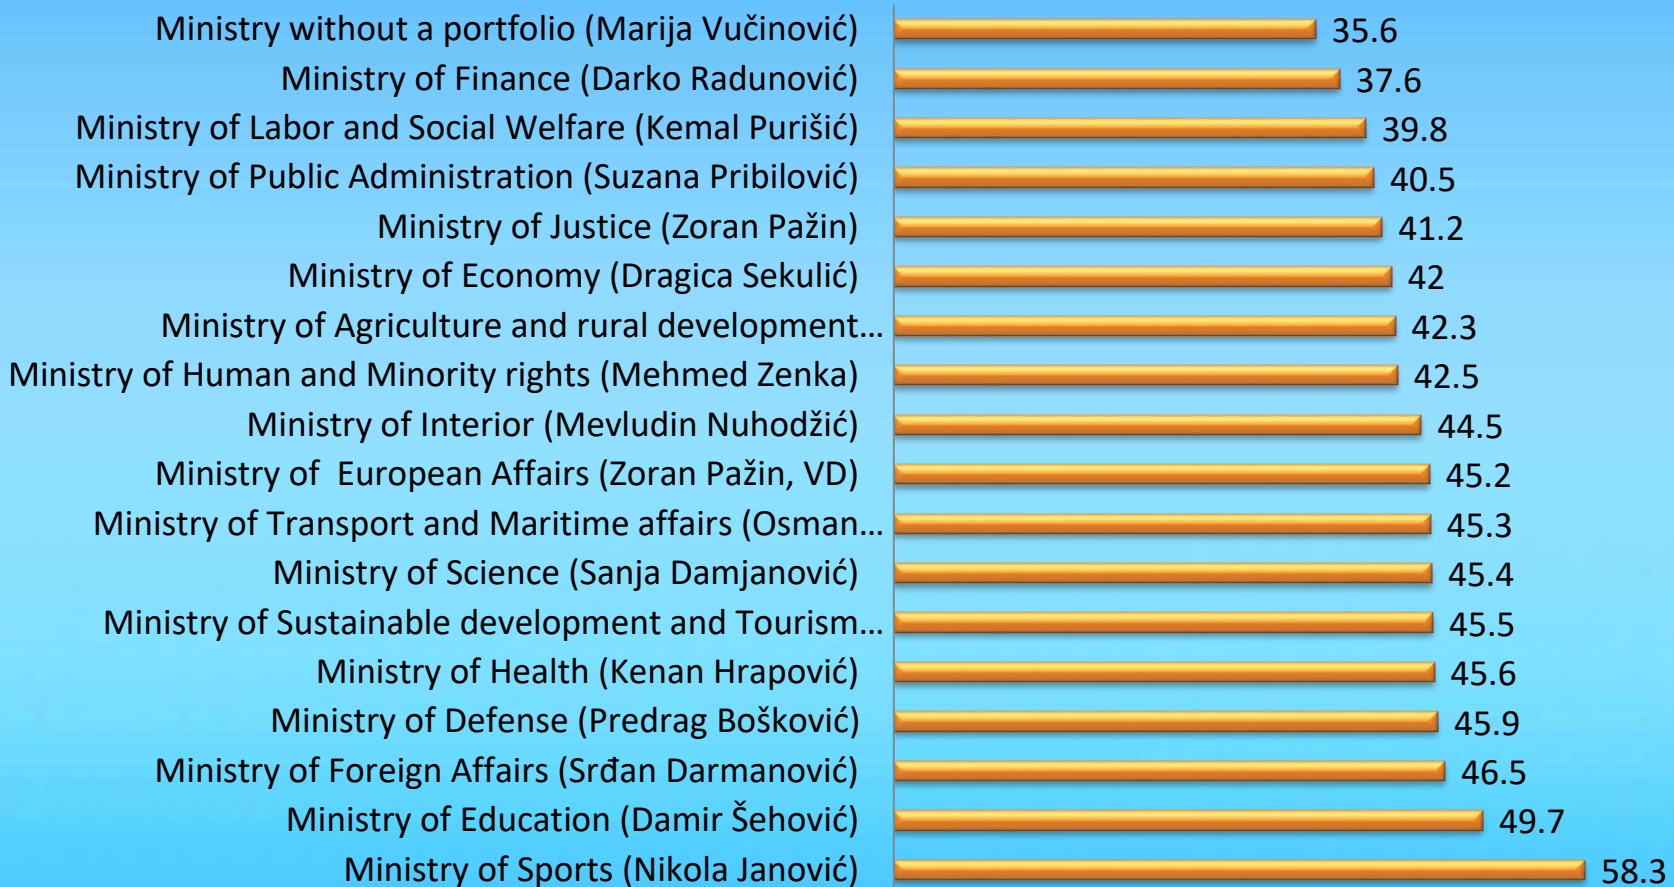 Ministry without a portfolio (Marija Vučinović) 35.6
Ministry of Finance (Darko Radunović) 37.6
Ministry of Labor and Social Welfare (Kemal Purišić) 39.8
Ministry of Public Administration (Suzana Pribilović) 40.5
Ministry of Justice (Zoran Pažin) 41.2
Ministry of Economy (Dragica Sekulić) 42
Ministry of Agriculture and rural development… 42.3
Ministry of Human and Minority rights (Mehmed Zenka) 42.5
Ministry of Interior (Mevludin Nuhodžić) 44.5
Ministry of  European Affairs (Zoran Pažin, VD) 45.2
Ministry of Transport and Maritime affairs (Osman… 45.3
Ministry of Science (Sanja Damjanović) 45.4
Ministry of Sustainable development and Tourism… 45.5
Ministry of Health (Kenan Hrapović) 45.6
Ministry of Defense (Predrag Bošković) 45.9
Ministry of Foreign Affairs (Srđan Darmanović) 46.5
Ministry of Education (Damir Šehović) 49.7
Ministry of Sports (Nikola Janović) 58.3